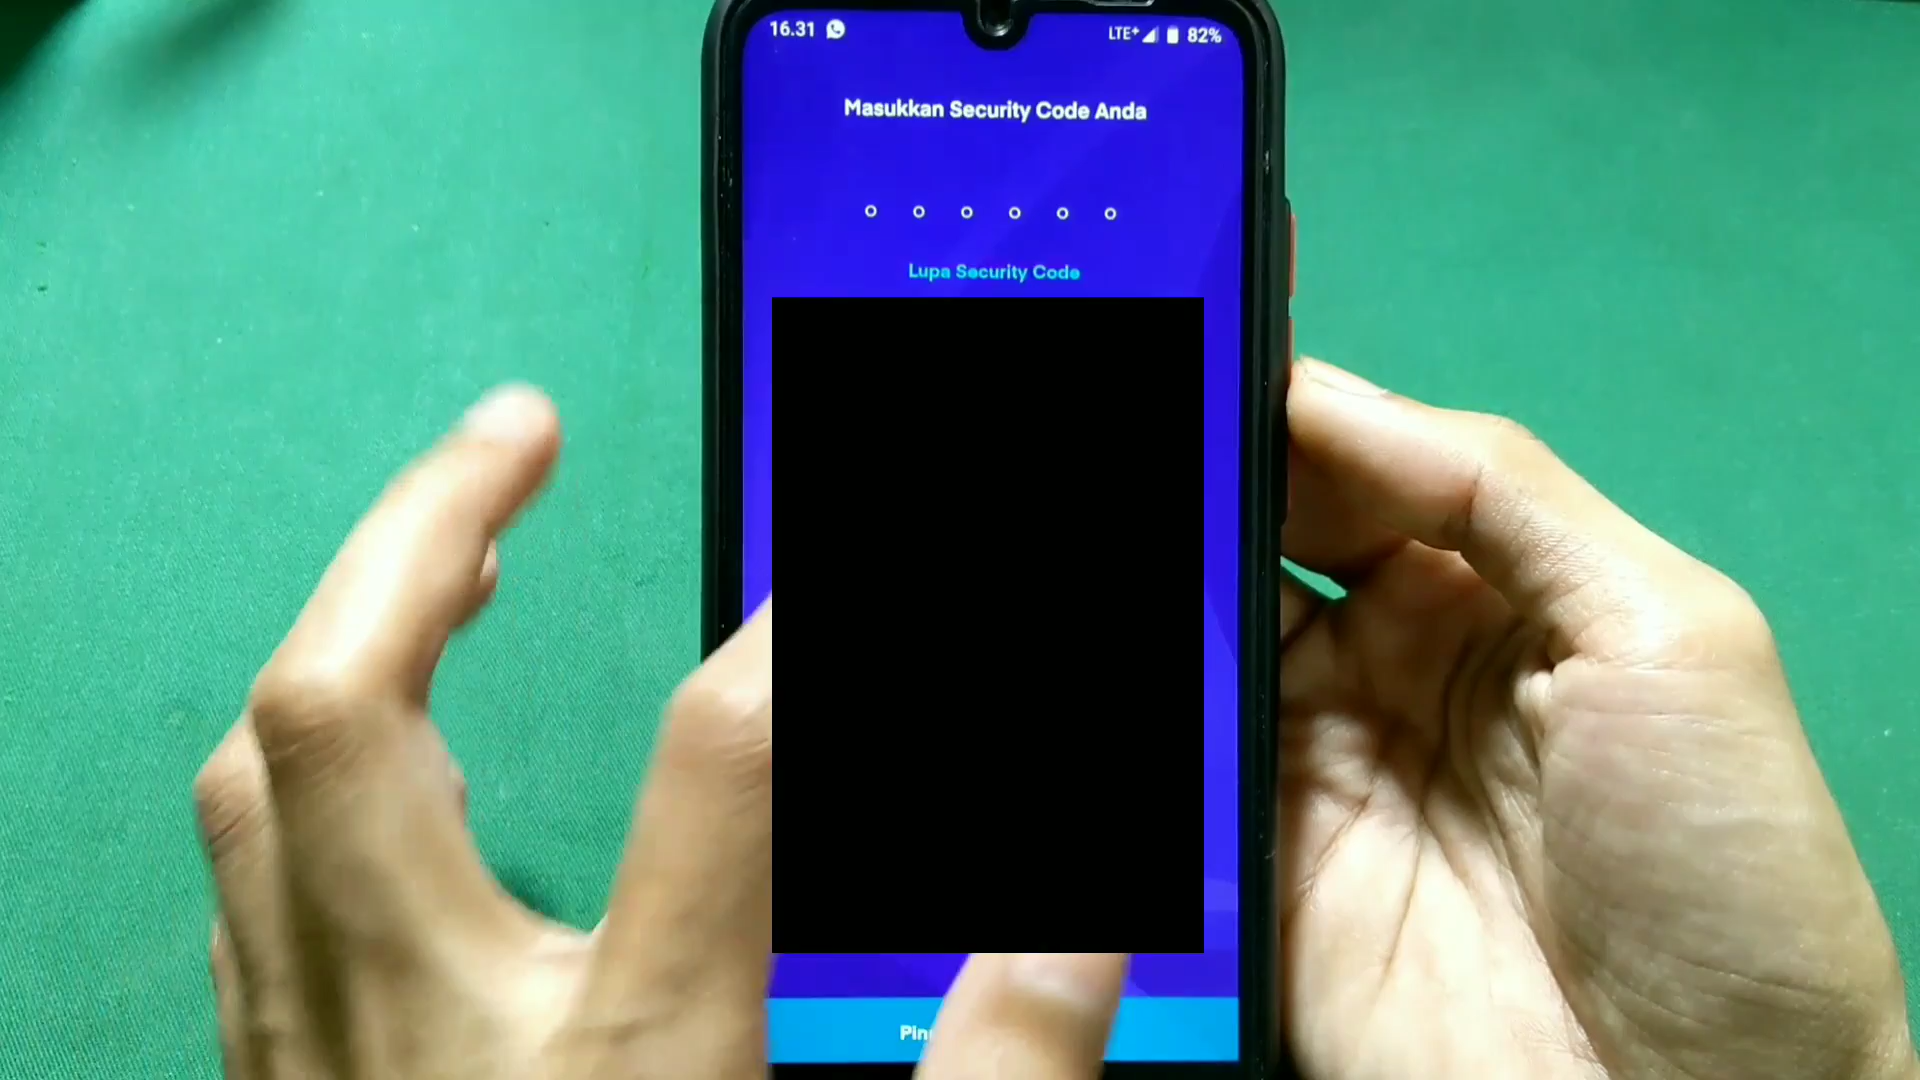 16.31 LTE+ 82%
Masukkan Security Code Anda
Lupa Security Code